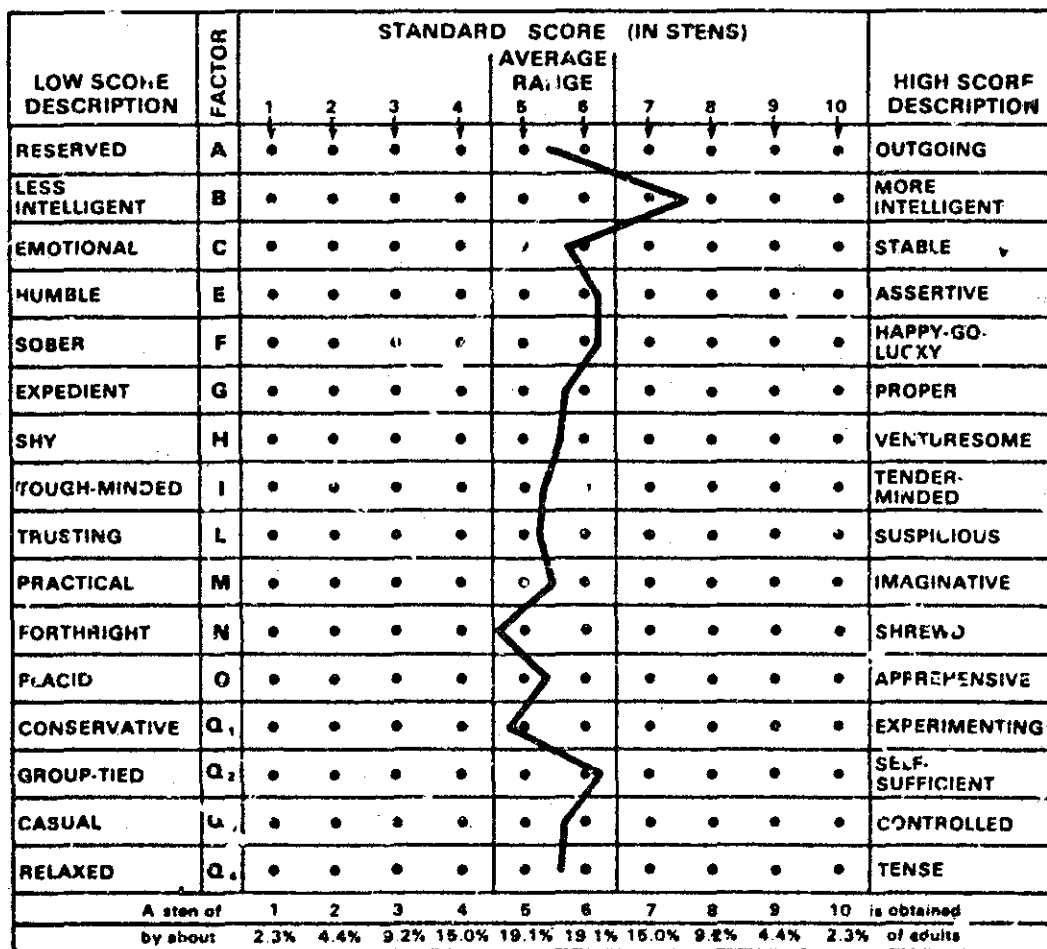 STANDARD SCORE (IN STENS)
AVERAGE
LOW SCORE DESCRIPTION FACTOR RANGE HIGH SCORE DESCRIPTION
1 2 3 4 5 6 7 8 9 10
RESERVED A OUTGOING
LESS INTELLIGENT B MORE INTELLIGENT
EMOTIONAL C STABLE
HUMBLE E ASSERTIVE
SOBER F HAPPY-GO-LUCKY
EXPEDIENT G PROPER
SHY H VENTURESOME
TOUGH-MINDED I TENDER-MINDED
TRUSTING L SUSPICIOUS
PRACTICAL M IMAGINATIVE
FORTHRIGHT N SHREWD
PLACID O APPREHENSIVE
CONSERVATIVE Q1 EXPERIMENTING
GROUP-TIED Q2 SELF-SUFFICIENT
CASUAL CONTROLLED
RELAXED Q4 TENSE
A sten of 1 2 3 4 5 6 7 8 9 10 is obtained
by about 2.3% 4.4% 9.2% 15.0% 19.1% 19.1% 15.0% 9.2% 4.4% 2.3% of adults